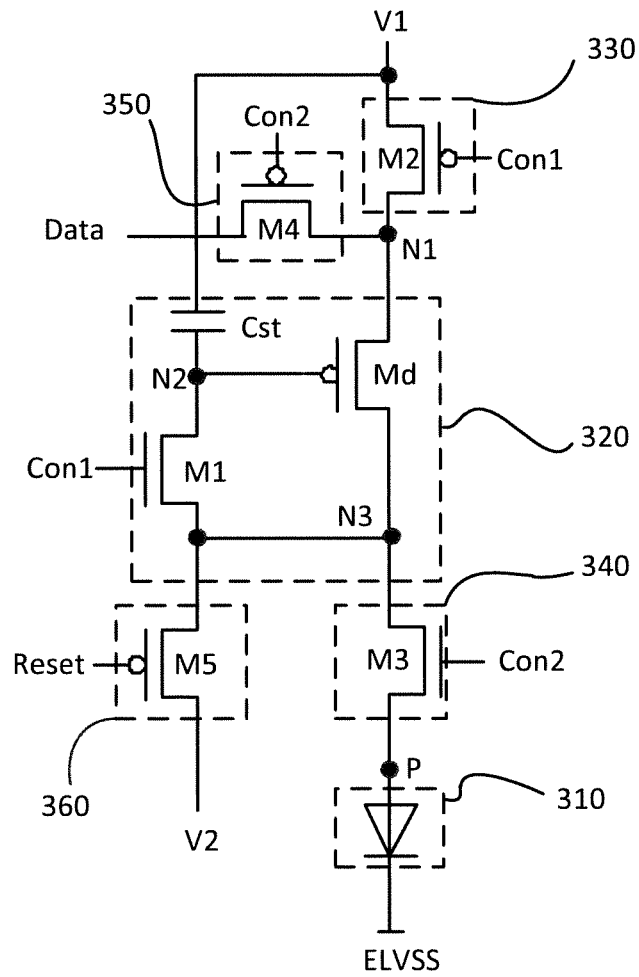 V1
330
350
Con2
M2
Con1
M4
Data
N1
Cst
N2
Md
320
Con1
M1
N3
340
Reset
M5
M3
Con2
P
360
310
V2
ELVSS